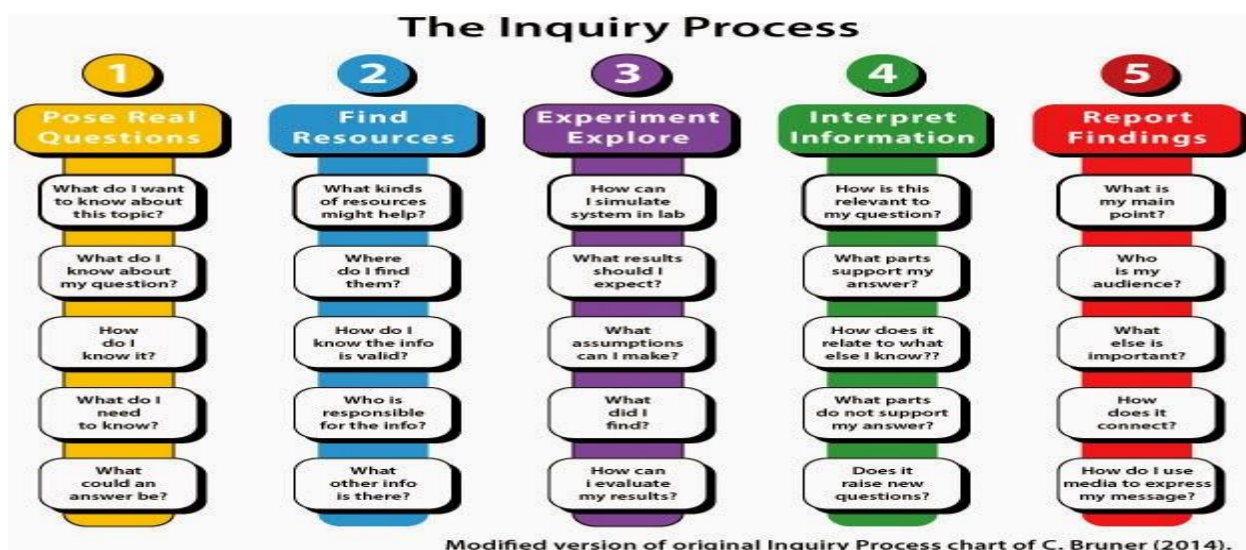 The Inquiry Process
1
Pose Real
Questions
What do I want
to know about
this topic?
What do I
know about
my question?
How
do I
know it?
What do I
need
to know?
What
could an
answer be?
2
Find
Resources
What kinds
of resources
might help?
Where
do I find
them?
How do I
know the info
is valid?
Who is
responsible
for the info?
What
other info
is there?
3
Experiment
Explore
How can
I simulate
system in lab
What results
should I
expect?
What
assumptions
can I make?
What
did I
find?
How can
i evaluate
my results?
4
Interpret
Information
How is this
relevant to
my question?
What parts
support my
answer?
How does it
relate to what
else I know??
What parts
do not support
my answer?
Does it
raise new
questions?
5
Report
Findings
What is
my main
point?
Who
is my
audience?
What
else is
important?
How
does it
connect?
How do I use
media to express
my message?
Modified version of original Inquiry Process chart of C. Bruner (2014).